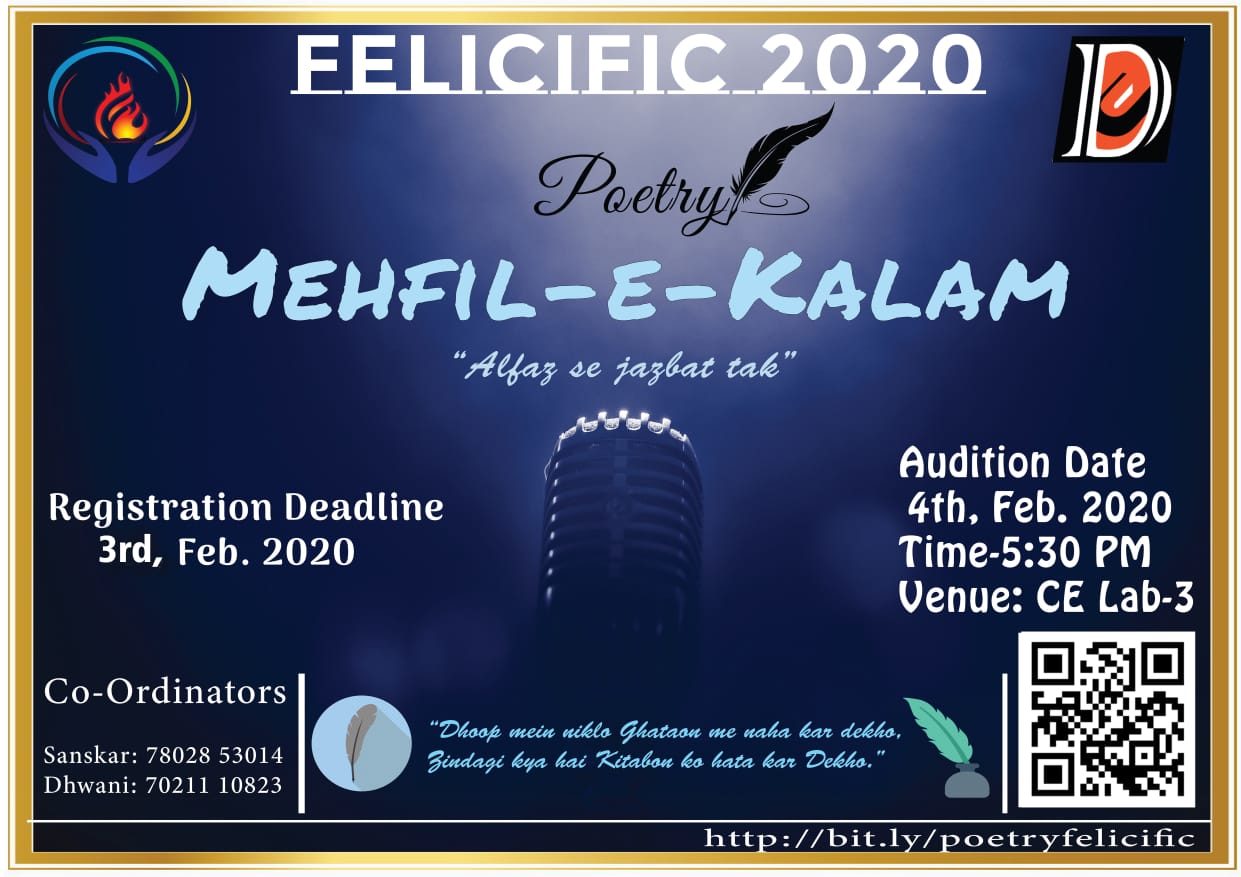 FELICIFIC 2020
Poetry
MEHFIL-E-KALAM
“Alfaz se jazbat tak”
Registration Deadline
3rd, Feb. 2020
Audition Date
4th, Feb. 2020
Time-5:30 PM
Venue: CE Lab-3
Co-Ordinators
Sanskar: 78028 53014
Dhwani: 70211 10823
“Dhoop mein niklo Ghataon me naha kar dekho,
Zindagi kya hai Kitabon ko hata kar Dekho.”
http://bit.ly/poetryfelicific